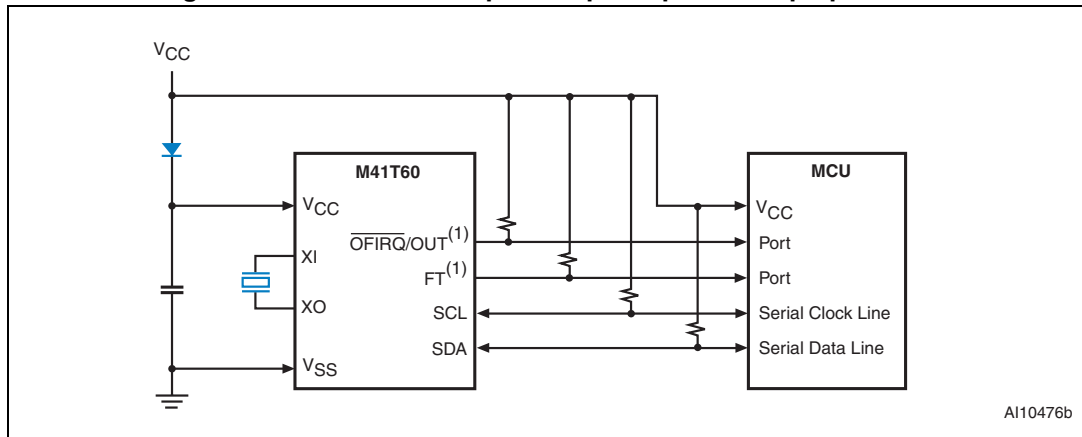 VCC
M41T60
VCC
XI
XO
VSS
OFIRQ/OUT(1)
FT(1)
SCL
SDA
MCU
VCC
Port
Port
Serial Clock Line
Serial Data Line
AI10476b